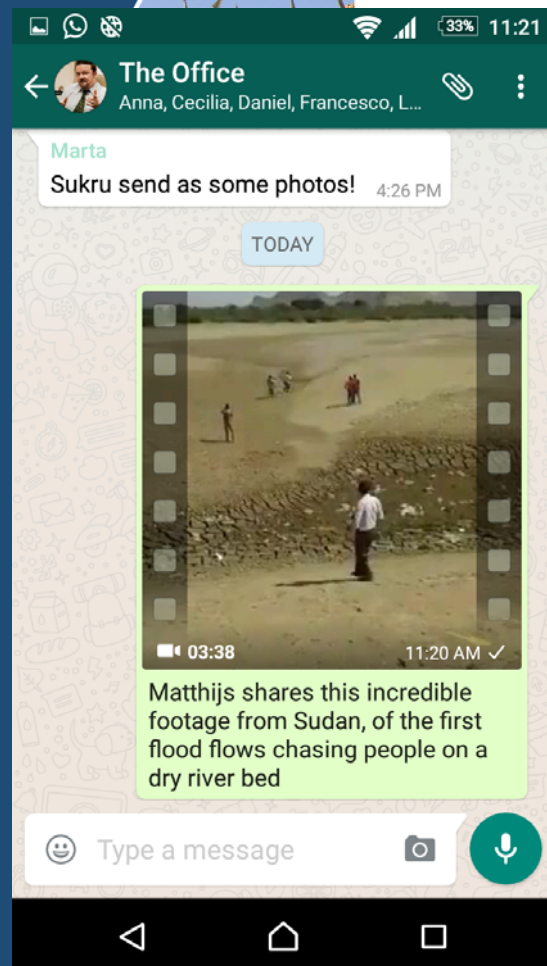 33% 11:21
The Office
Anna, Cecilia, Daniel, Francesco, L...
Marta
Sukru send as some photos! 4:26 PM
TODAY
03:38 11:20 AM
Matthijs shares this incredible
footage from Sudan, of the first
flood flows chasing people on a
dry river bed
Type a message